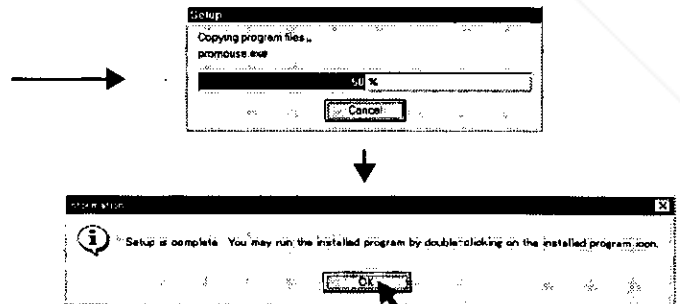 Setup
Copying program files...
promouse.exe
50 %
Cancel
Information
Setup is complete. You may run the installed program by double-clicking on the installed program icon.
OK